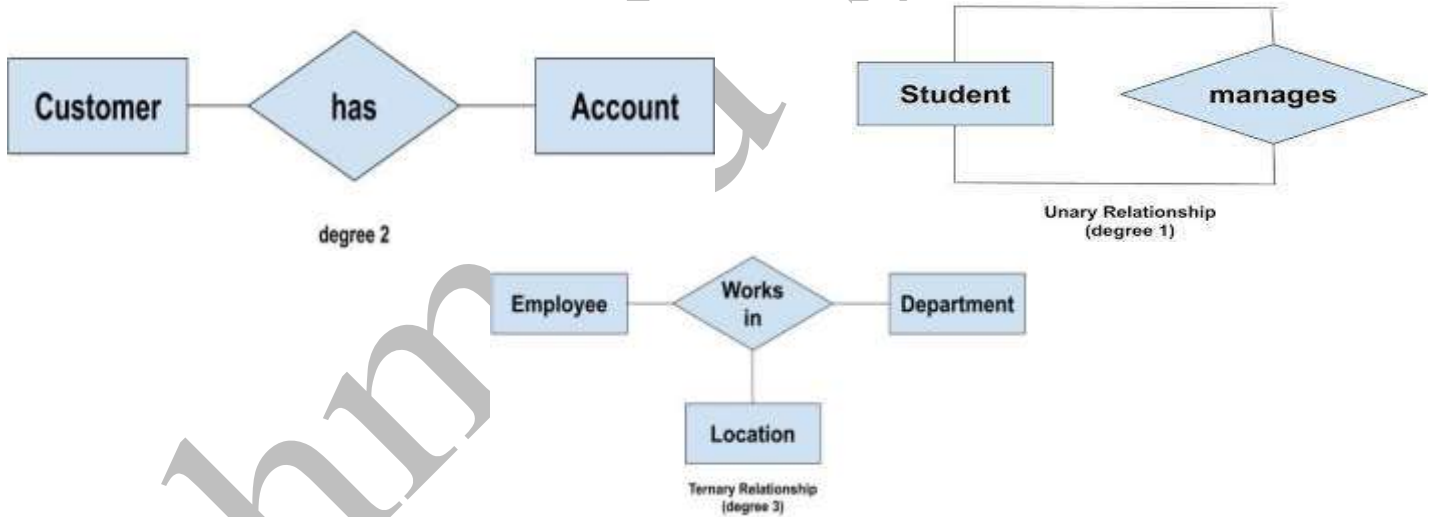 Customer
has
Account
degree 2
Student
manages
Unary Relationship
(degree 1)
Employee
Works
in
Department
Location
Ternary Relationship
(degree 3)